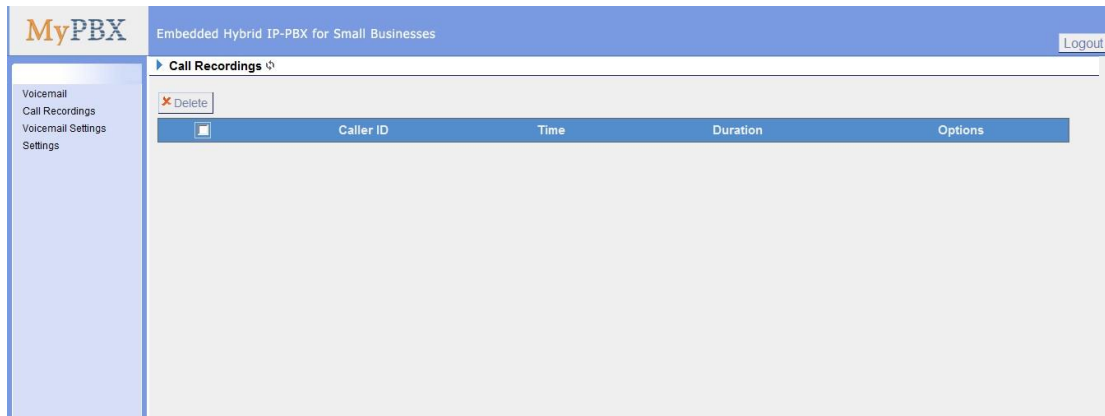 MyPBX
Embedded Hybrid IP-PBX for Small Businesses
Logout
Voicemail
Call Recordings
Voicemail Settings
Settings
Call Recordings
Delete
Caller ID Time Duration Options